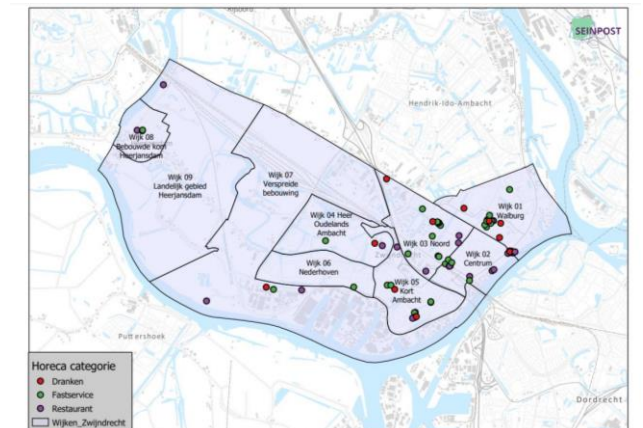 SEINPOST
Hendrik-Ido-Ambacht
Wijk 08
Bebouwde kom
Heerjansdam
Wijk 09
Landelijk gebied
Heerjansdam
Wijk 07
Verspreide
bebouwing
Wijk 01
Walburg
Wijk 04 Heer
Oudelands
Ambacht
Wijk 03 Noord
Wijk 02
Centrum
Wijk 06
Nederhoven
Wijk 05
Kort
Ambacht
Puttershoek
Dordrecht
Horeca categorie
Dranken
Fastservice
Restaurant
Wijken_Zwijndrecht